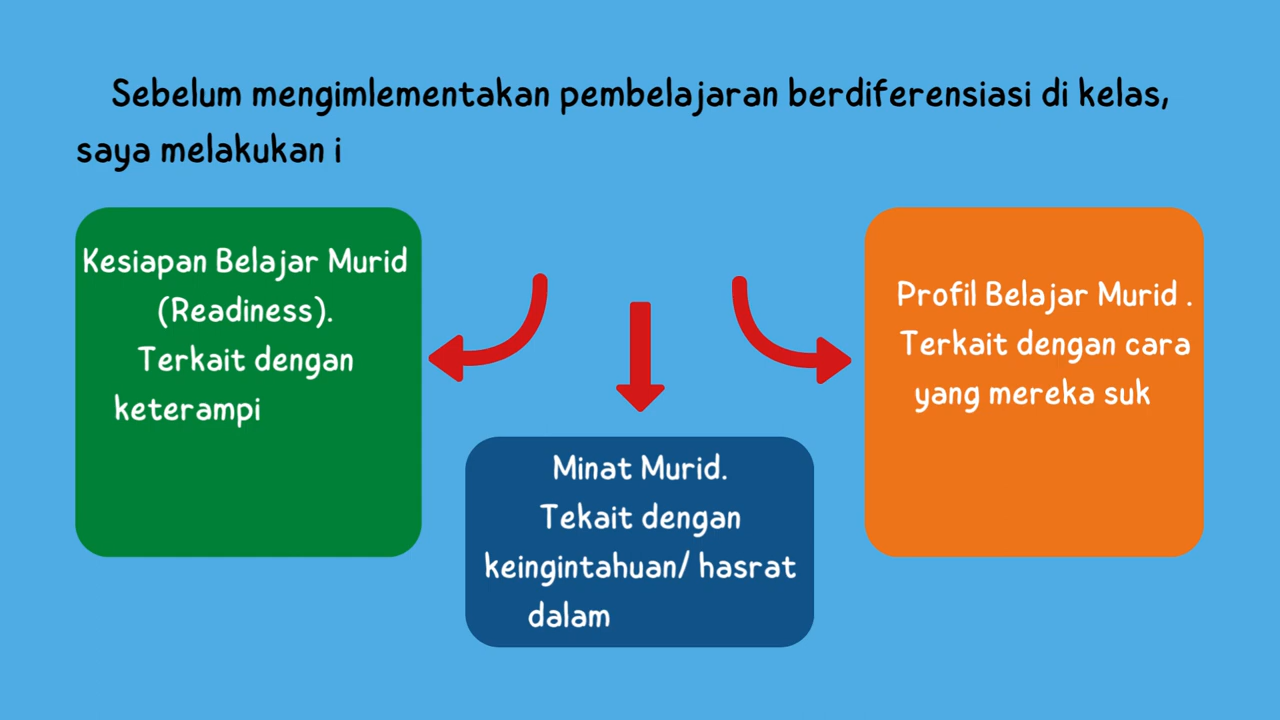 Sebelum mengimlementakan pembelajaran berdiferensiasi di kelas,
saya melakukan i
Kesiapan Belajar Murid
(Readiness).
Terkait dengan
keterampi
Minat Murid.
Tekait dengan
keingintahuan/ hasrat
dalam
Profil Belajar Murid .
Terkait dengan cara
yang mereka suk